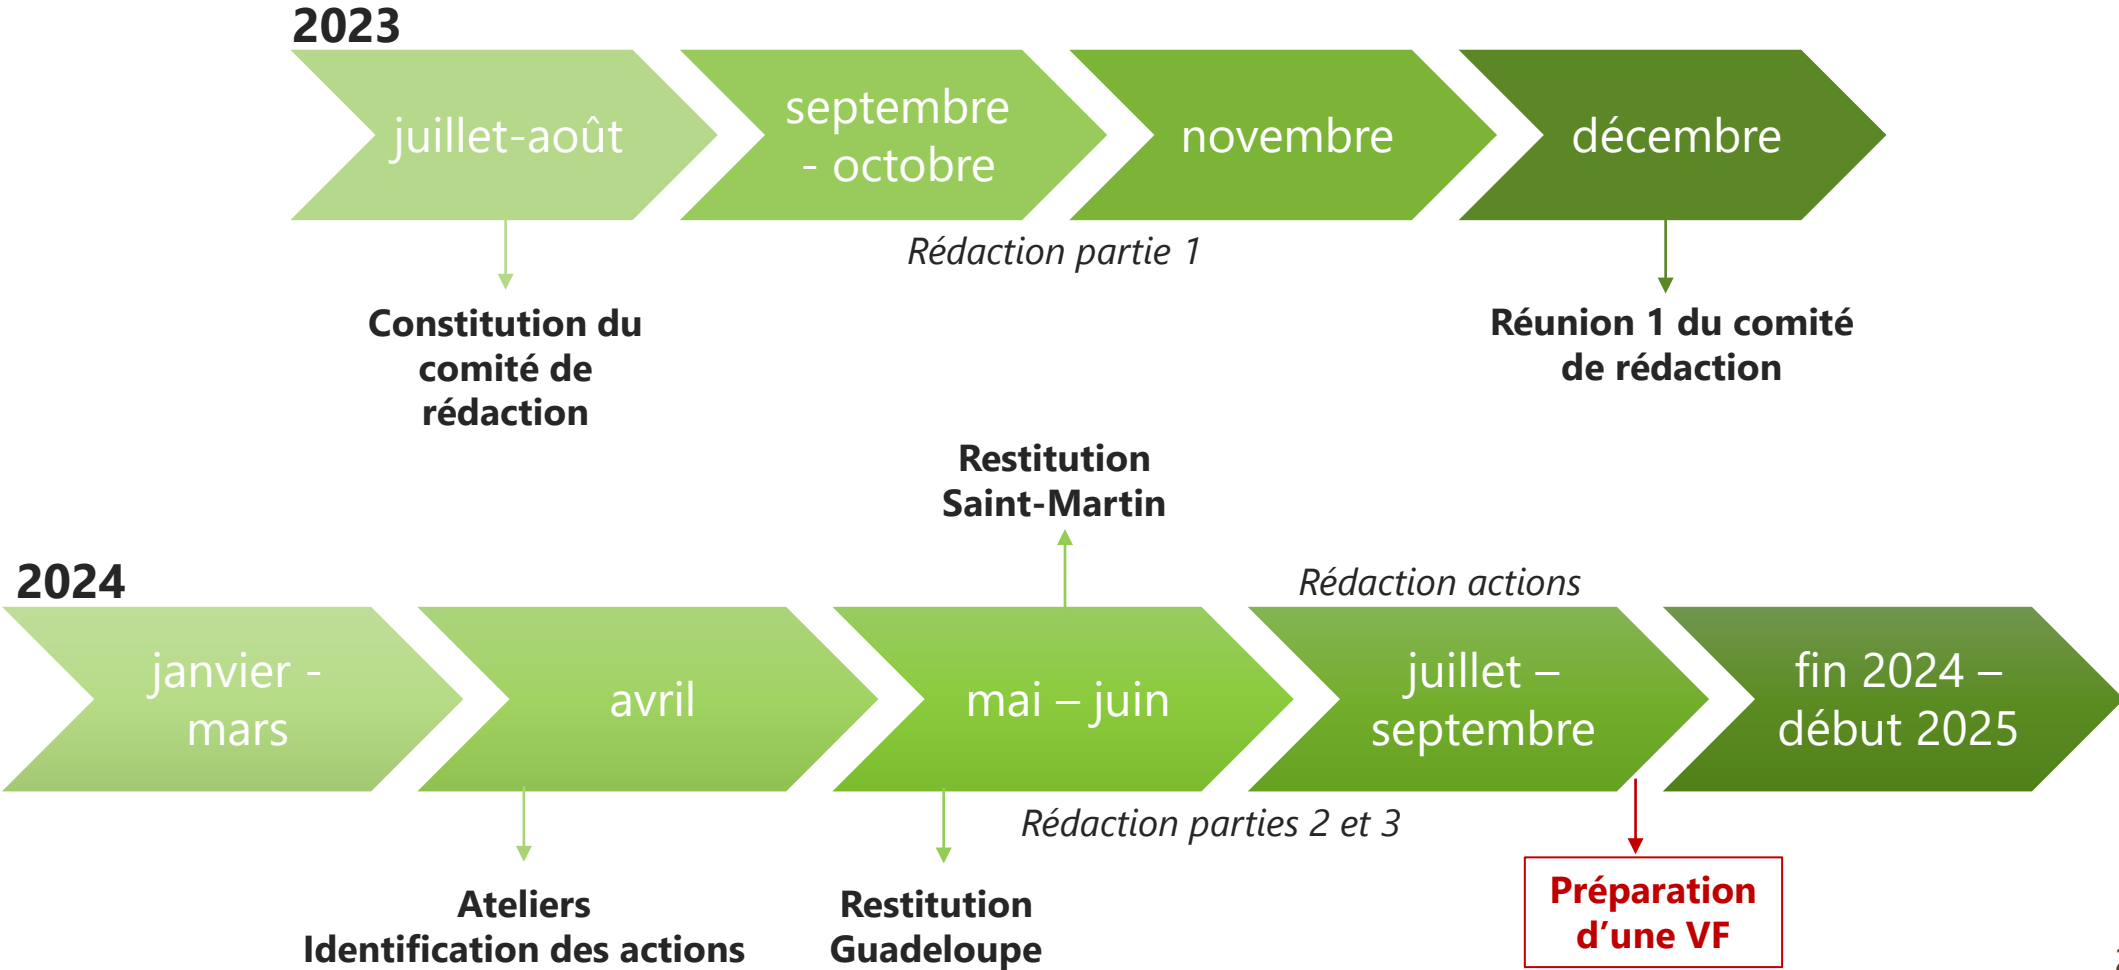 2023
juillet-août
septembre
- octobre
novembre
décembre
Rédaction partie 1
Constitution du
comité de
rédaction
Réunion 1 du comité
de rédaction
Restitution
Saint-Martin
2024
Rédaction actions
janvier -
mars
avril
mai – juin
juillet –
septembre
fin 2024 –
début 2025
Rédaction parties 2 et 3
Ateliers
Identification des actions
Restitution
Guadeloupe
Préparation
d’une VF